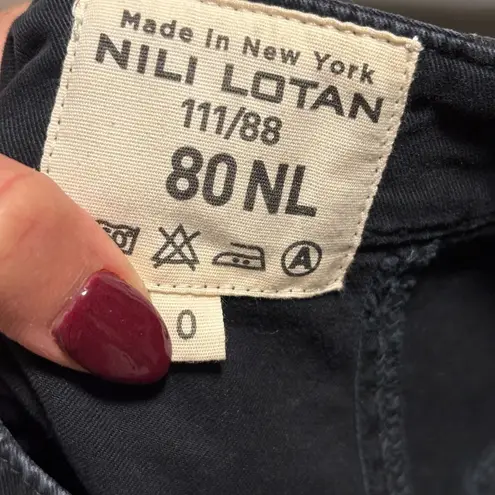 Made In New York
NILI LOTAN
111/88
80 NL
A
0